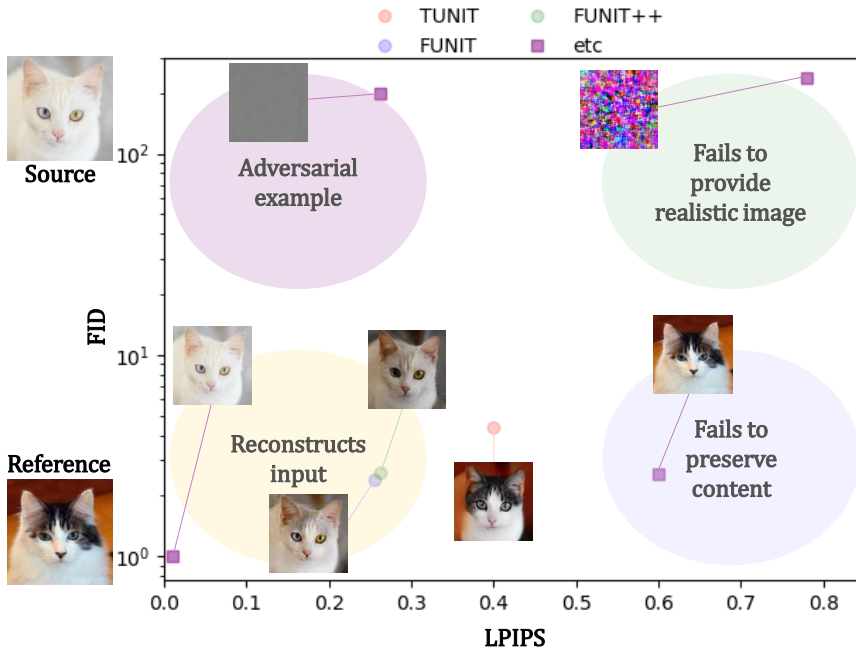 TUNIT
FUNIT
FUNIT++
etc
Source
Reference
FID
10²
10¹
10⁰
Adversarial
example
Fails to
provide
realistic image
Reconstructs
input
Fails to
preserve
content
0.0 0.1 0.2 0.3 0.4 0.5 0.6 0.7 0.8
LPIPS